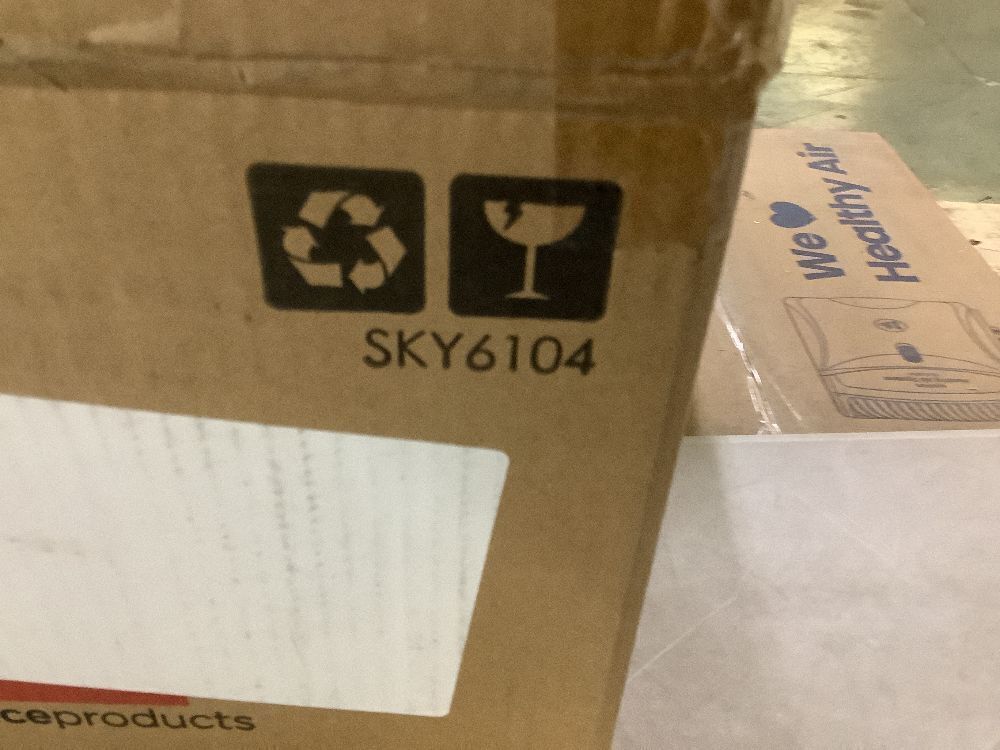 SKY6104
ceproducts
We
Healthy Air